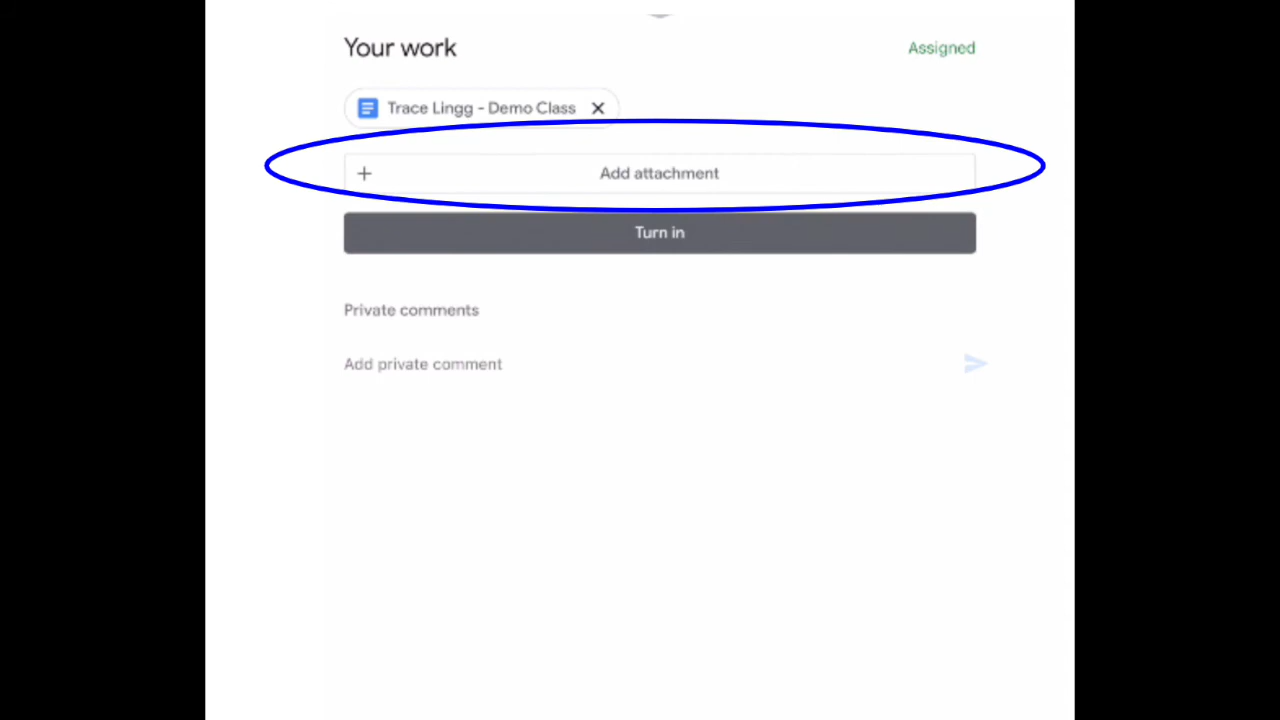 Your work
Assigned
Trace Lingg - Demo Class
Add attachment
Turn in
Private comments
Add private comment